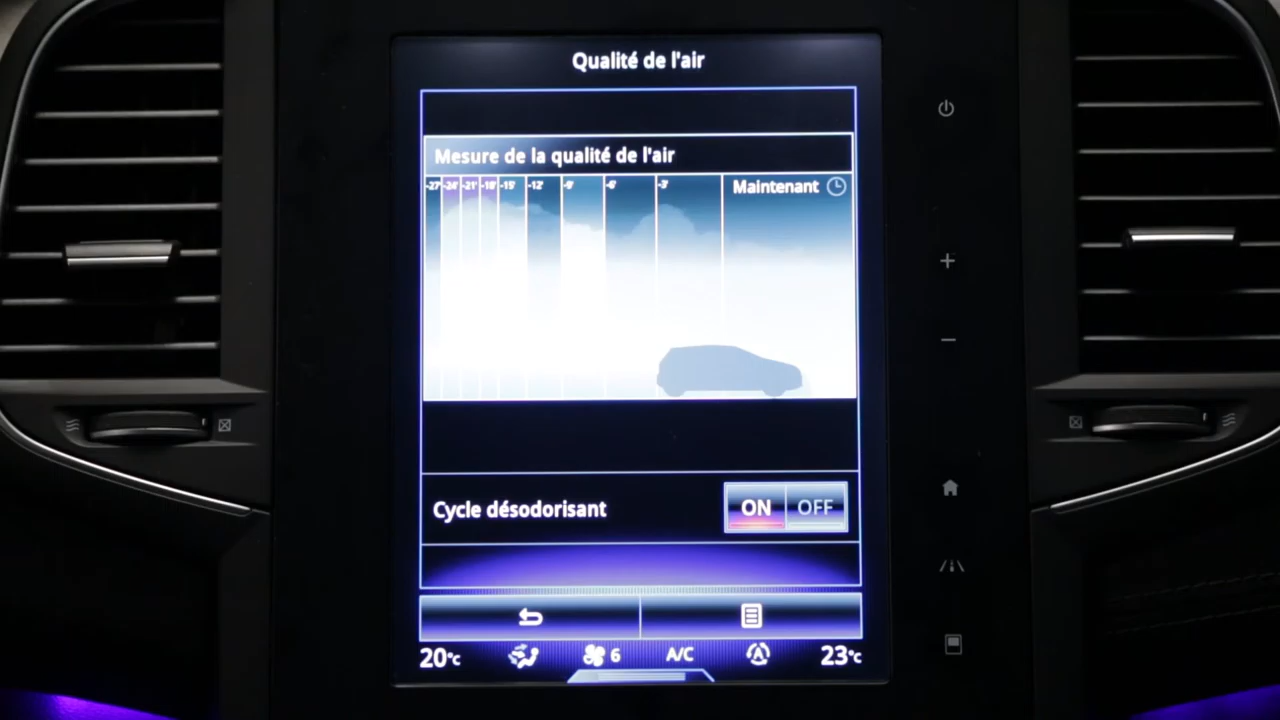 Qualité de l'air
Mesure de la qualité de l'air
-27' -24' -21' -18' -15' -12' -9' -6' -3' Maintenant
Cycle désodorisant ON OFF
20°C 6 A/C 23°C